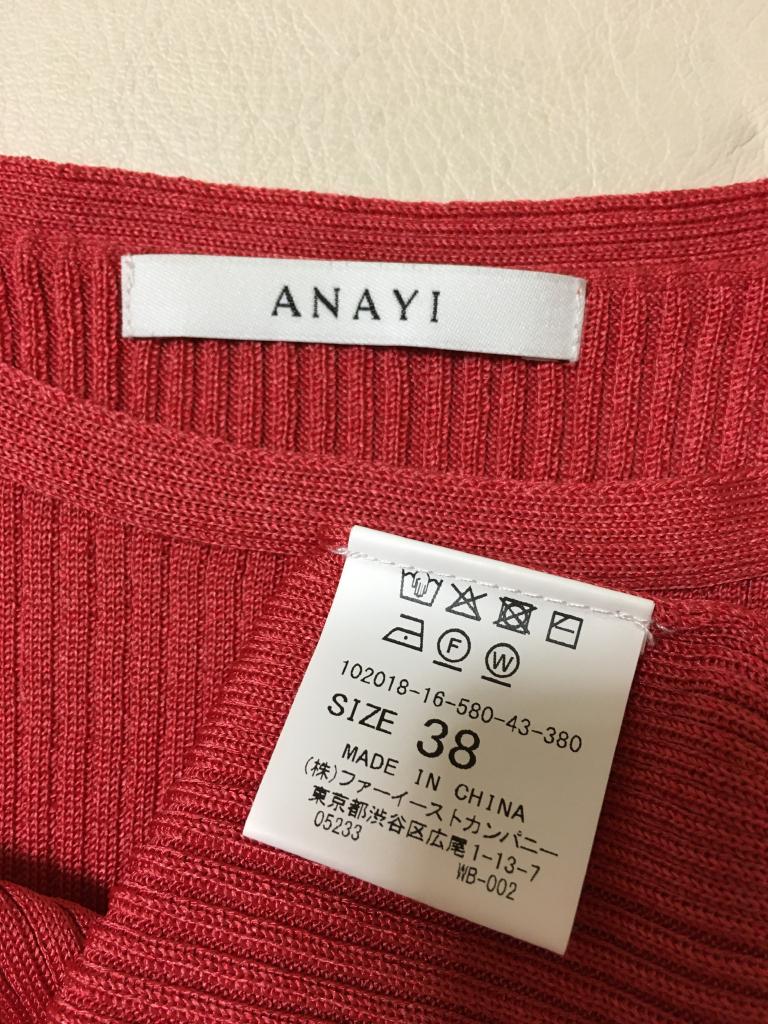 ANAYI
F W
102018-16-580-43-380
SIZE 38
MADE IN CHINA
(株)ファーイーストカンパニー
東京都渋谷区広尾1-13-7
05233
WB-002